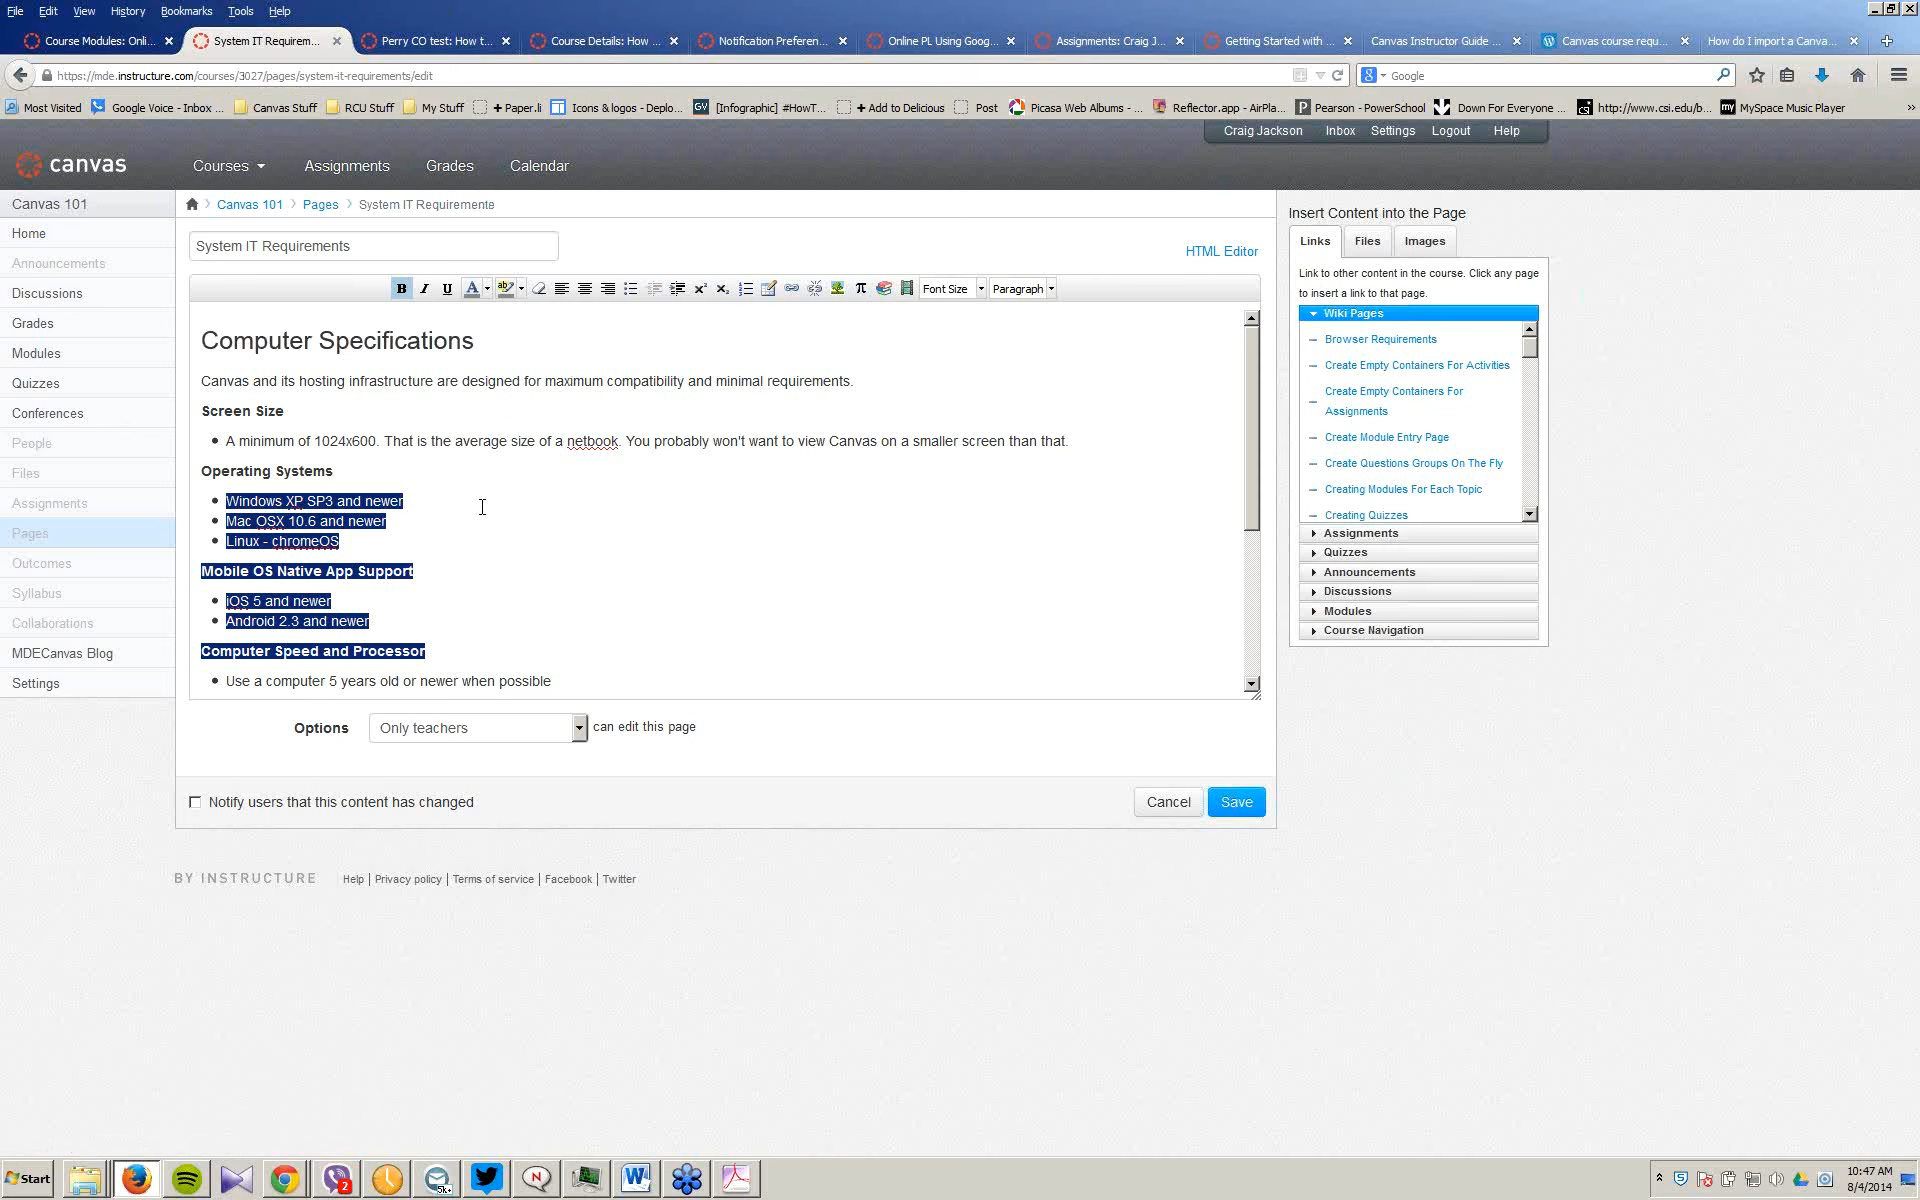 File Edit View History Bookmarks Tools Help
Course Modules: Onli... System IT Requirem... Perry CO test: How t... Course Details: How ... Notification Preferen... Online PL Using Goog... Assignments: Craig J... Getting Started with ... Canvas Instructor Guide ... Canvas course requ... How do I import a Canva...
https://mde.instructure.com/courses/3027/pages/system-it-requirements/edit Google
Most Visited Google Voice - Inbox ... Canvas Stuff RCU Stuff My Stuff + Paper.li Icons & logos - Deplo... [Infographic] #HowT... + Add to Delicious Post Picasa Web Albums - ... Reflector.app - AirPla... Pearson - PowerSchool Down For Everyone ... http://www.csi.edu/b... MySpace Music Player
Craig Jackson Inbox Settings Logout Help
canvas Courses Assignments Grades Calendar
Canvas 101
Home
Announcements
Discussions
Grades
Modules
Quizzes
Conferences
People
Files
Assignments
Pages
Outcomes
Syllabus
Collaborations
MDECanvas Blog
Settings
Canvas 101 Pages System IT Requiremente
System IT Requirements
HTML Editor
B I U A Font Size Paragraph
Computer Specifications
Canvas and its hosting infrastructure are designed for maximum compatibility and minimal requirements.
Screen Size
A minimum of 1024x600. That is the average size of a netbook. You probably won't want to view Canvas on a smaller screen than that.
Operating Systems
Windows XP SP3 and newer
Mac OSX 10.6 and newer
Linux - chromeOS
Mobile OS Native App Support
iOS 5 and newer
Android 2.3 and newer
Computer Speed and Processor
Use a computer 5 years old or newer when possible
Options Only teachers can edit this page
Notify users that this content has changed
Cancel Save
Insert Content into the Page
Links Files Images
Link to other content in the course. Click any page
to insert a link to that page.
Wiki Pages
Browser Requirements
Create Empty Containers For Activities
Create Empty Containers For
Assignments
Create Module Entry Page
Create Questions Groups On The Fly
Creating Modules For Each Topic
Creating Quizzes
Assignments
Quizzes
Announcements
Discussions
Modules
Course Navigation
BY INSTRUCTURE Help | Privacy policy | Terms of service | Facebook | Twitter
Start
10:47 AM
8/4/2014